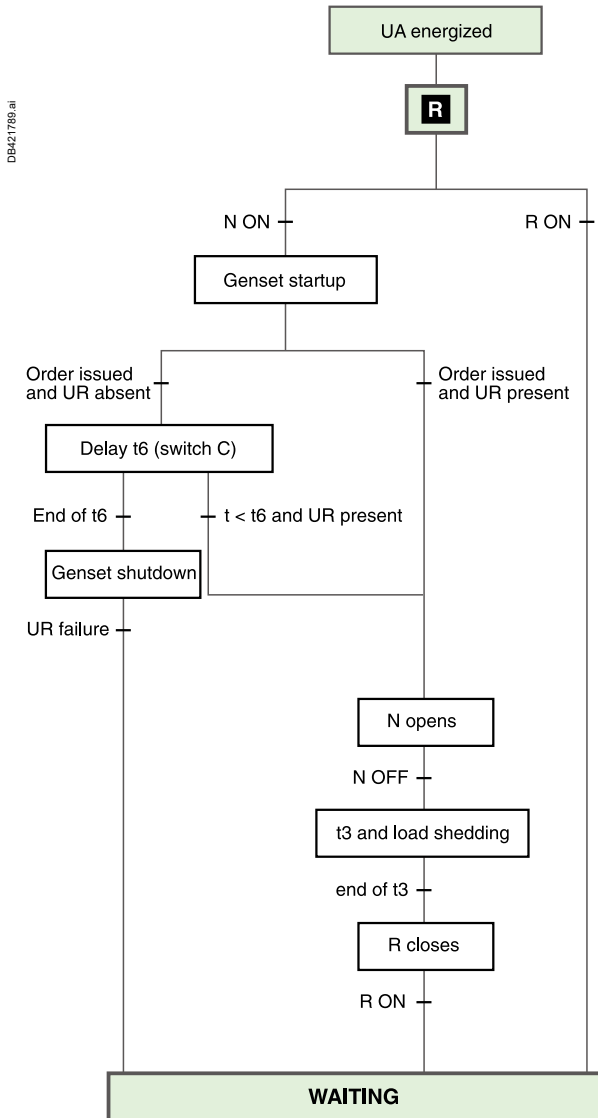 UA energized
DB421789.ai
R
N ON
R ON
Genset startup
Order issued
and UR absent
Order issued
and UR present
Delay t6 (switch C)
End of t6
t < t6 and UR present
Genset shutdown
UR failure
N opens
N OFF
t3 and load shedding
end of t3
R closes
R ON
WAITING